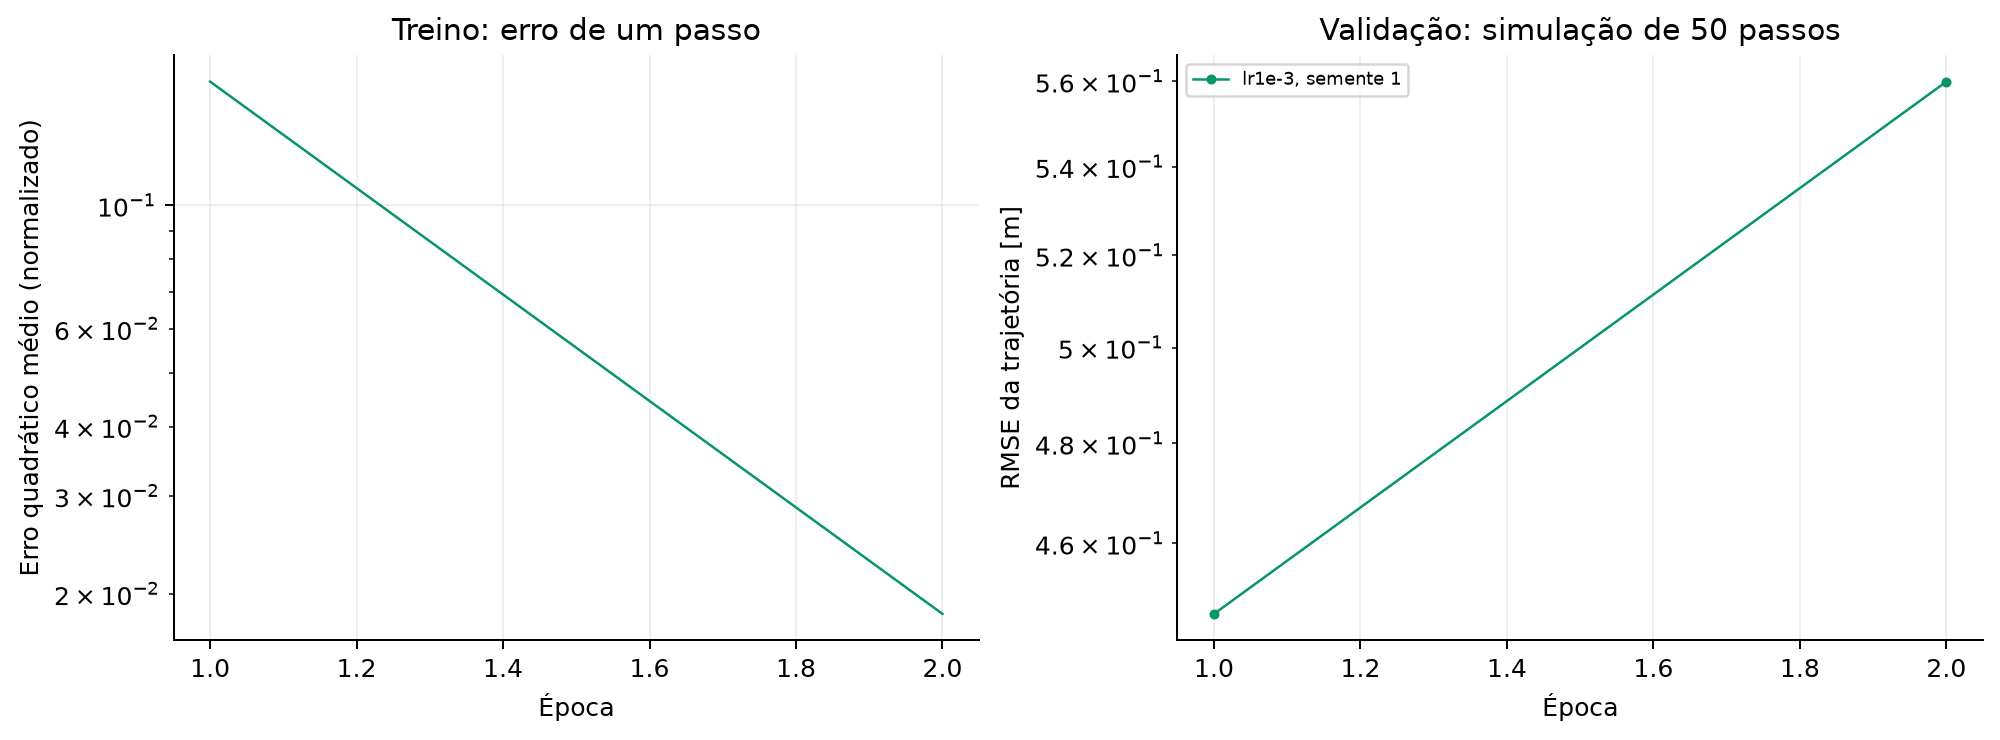 Treino: erro de um passo
Erro quadrático médio (normalizado)
10⁻¹
6 × 10⁻²
4 × 10⁻²
3 × 10⁻²
2 × 10⁻²
1.0 1.2 1.4 1.6 1.8 2.0
Época
Validação: simulação de 50 passos
lr1e-3, semente 1
RMSE da trajetória [m]
5.6 × 10⁻¹
5.4 × 10⁻¹
5.2 × 10⁻¹
5 × 10⁻¹
4.8 × 10⁻¹
4.6 × 10⁻¹
1.0 1.2 1.4 1.6 1.8 2.0
Época